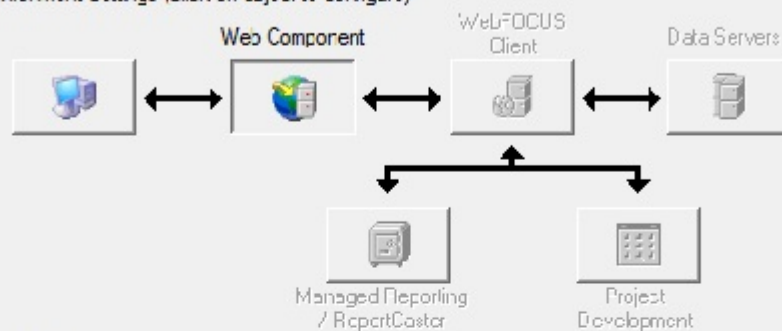 Web Component
WebFOCUS
Client
Data Servers
Managed Reporting
/ ReportCaster
Project
Development